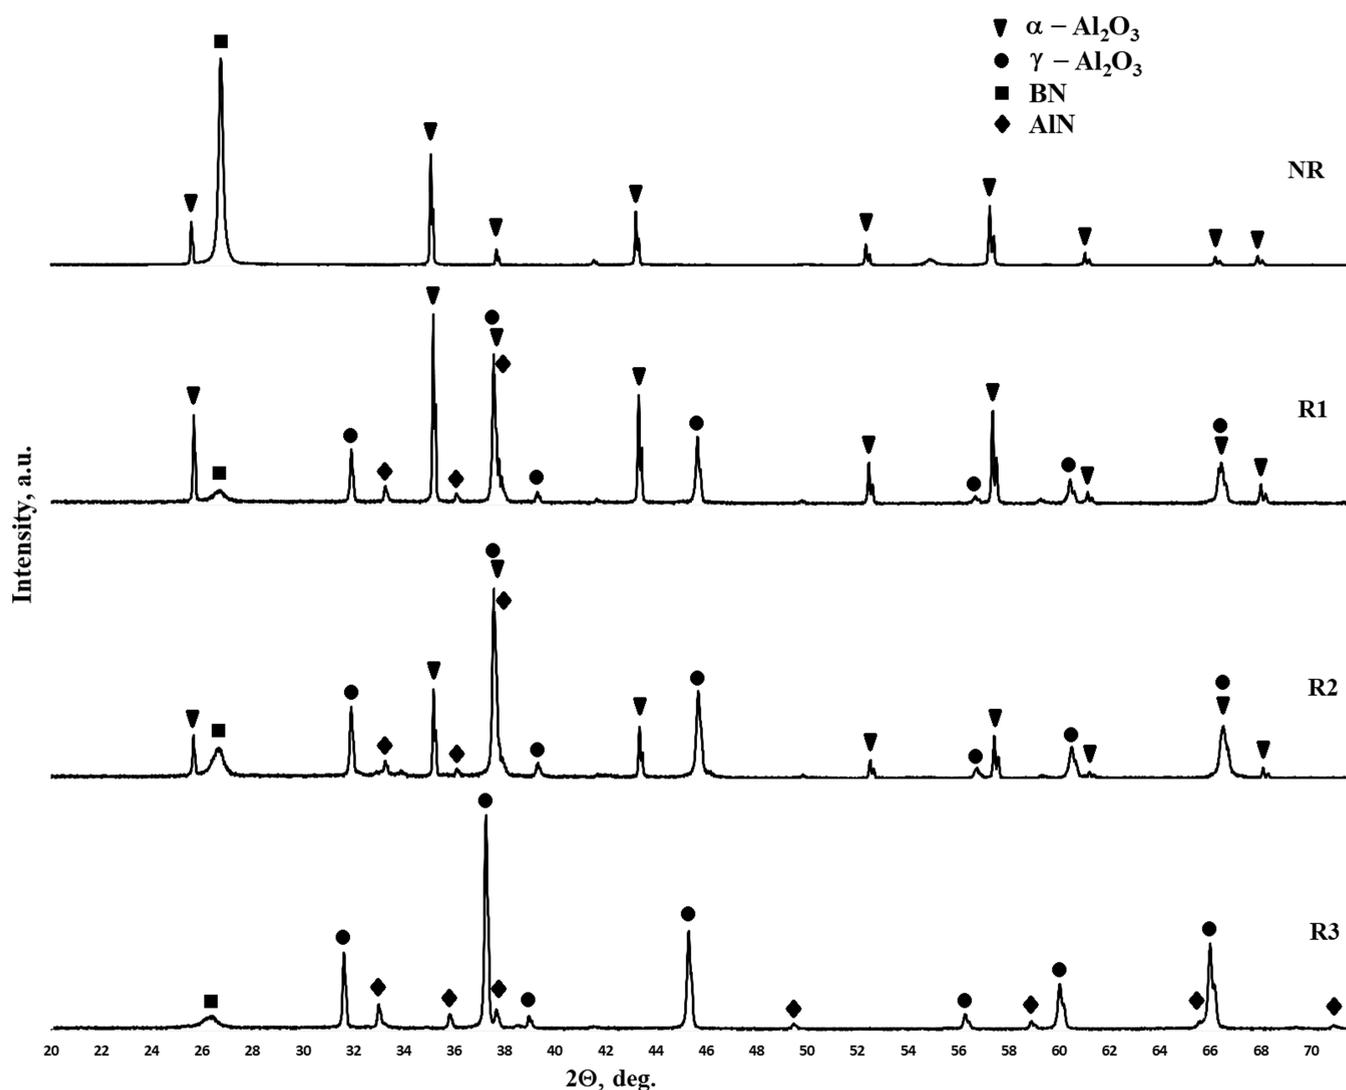 α – Al₂O₃
γ – Al₂O₃
BN
AlN
NR
R1
R2
R3
Intensity, a.u.
20 22 24 26 28 30 32 34 36 38 40 42 44 46 48 50 52 54 56 58 60 62 64 66 68 70
2Θ, deg.